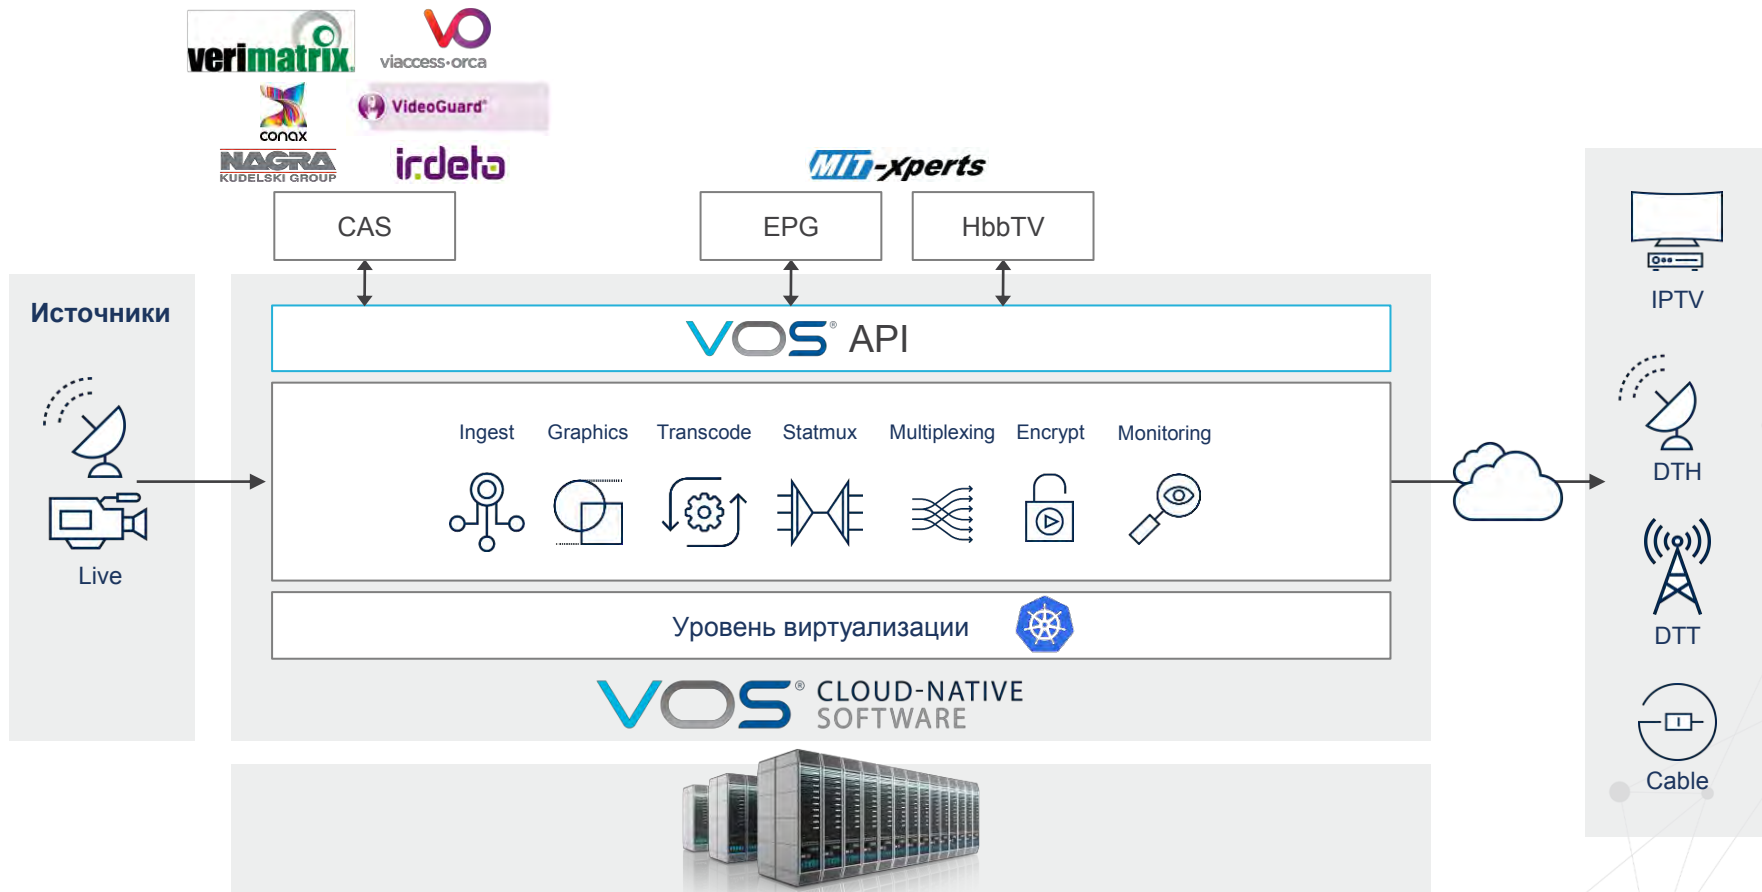 verimatrix
viaccess-orca
conax
VideoGuard
NAGRA
KUDELSKI GROUP
irdeto
MIT-xperts
CAS
EPG
HbbTV
Источники
Live
VOS® API
Ingest
Graphics
Transcode
Statmux
Multiplexing
Encrypt
Monitoring
Уровень виртуализации
VOS® CLOUD-NATIVE
SOFTWARE
IPTV
DTH
DTT
Cable